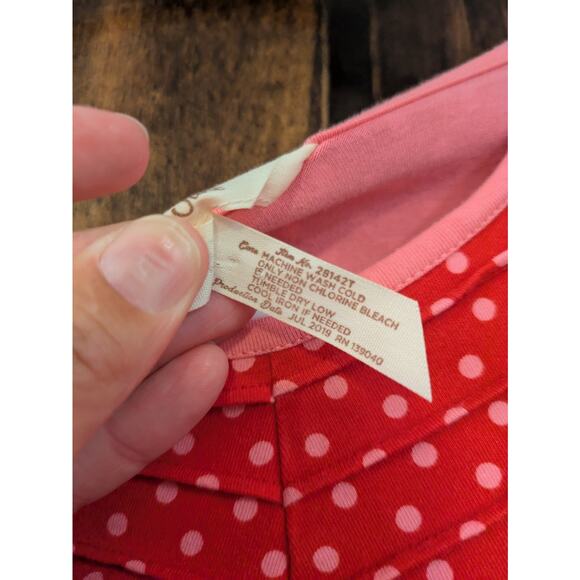 Item No. 28142T
Care MACHINE WASH COLD
ONLY NON CHLORINE BLEACH
IF NEEDED
TUMBLE DRY LOW
COOL IRON IF NEEDED
Production Date JUL 2019 RN 139040